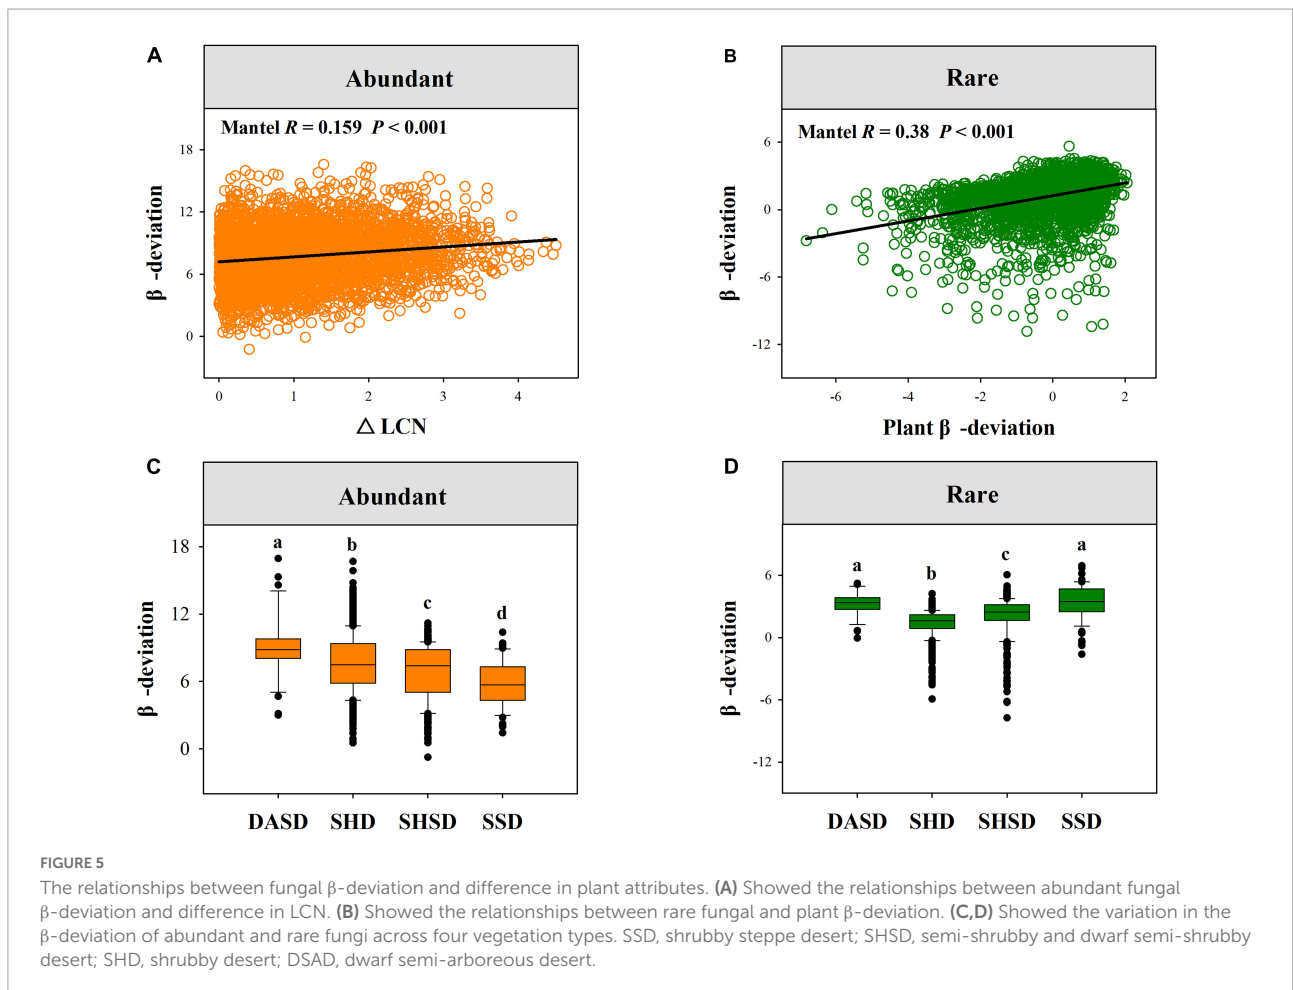 A
Abundant
Mantel R = 0.159 P < 0.001
18
12
6
0
β -deviation
0 1 2 3 4
△ LCN
B
Rare
Mantel R = 0.38 P < 0.001
6
0
-6
-12
β -deviation
-6 -4 -2 0 2
Plant β -deviation
C
Abundant
18
12
6
0
β -deviation
a b c d
DASD SHD SHSD SSD
D
Rare
6
0
-6
-12
β -deviation
a b c a
DASD SHD SHSD SSD
FIGURE 5
The relationships between fungal β-deviation and difference in plant attributes. (A) Showed the relationships between abundant fungal
β-deviation and difference in LCN. (B) Showed the relationships between rare fungal and plant β-deviation. (C,D) Showed the variation in the
β-deviation of abundant and rare fungi across four vegetation types. SSD, shrubby steppe desert; SHSD, semi-shrubby and dwarf semi-shrubby
desert; SHD, shrubby desert; DSAD, dwarf semi-arboreous desert.